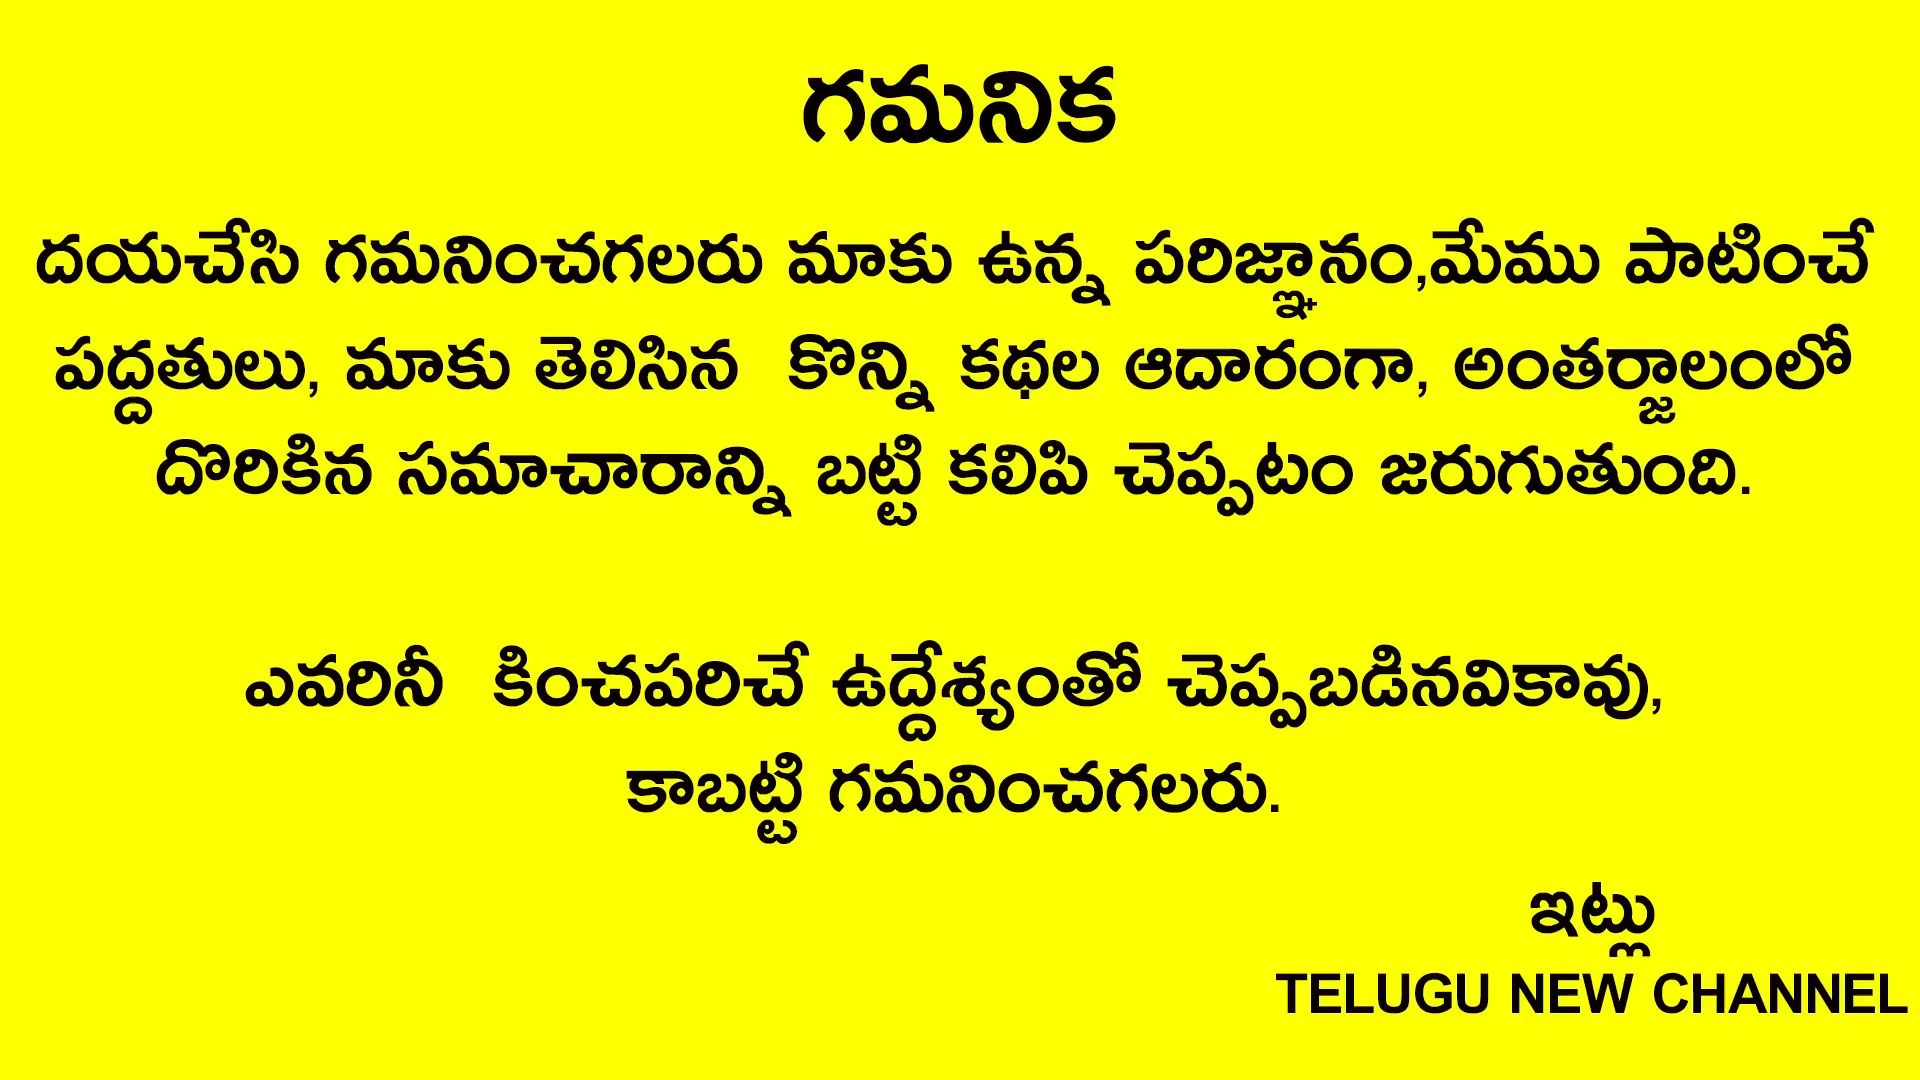 గమనిక
దయచేసి గమనించగలరు మాకు ఉన్న పరిజ్ఞానం,మేము పాటించే
పద్దతులు, మాకు తెలిసిన కొన్ని కథల ఆదారంగా, అంతర్జాలంలో
దొరికిన సమాచారాన్ని బట్టి కలిపి చెప్పటం జరుగుతుంది.
ఎవరినీ కించపరిచే ఉద్దేశ్యంతో చెప్పబడినవికావు,
కాబట్టి గమనించగలరు.
ఇట్లు
TELUGU NEW CHANNEL